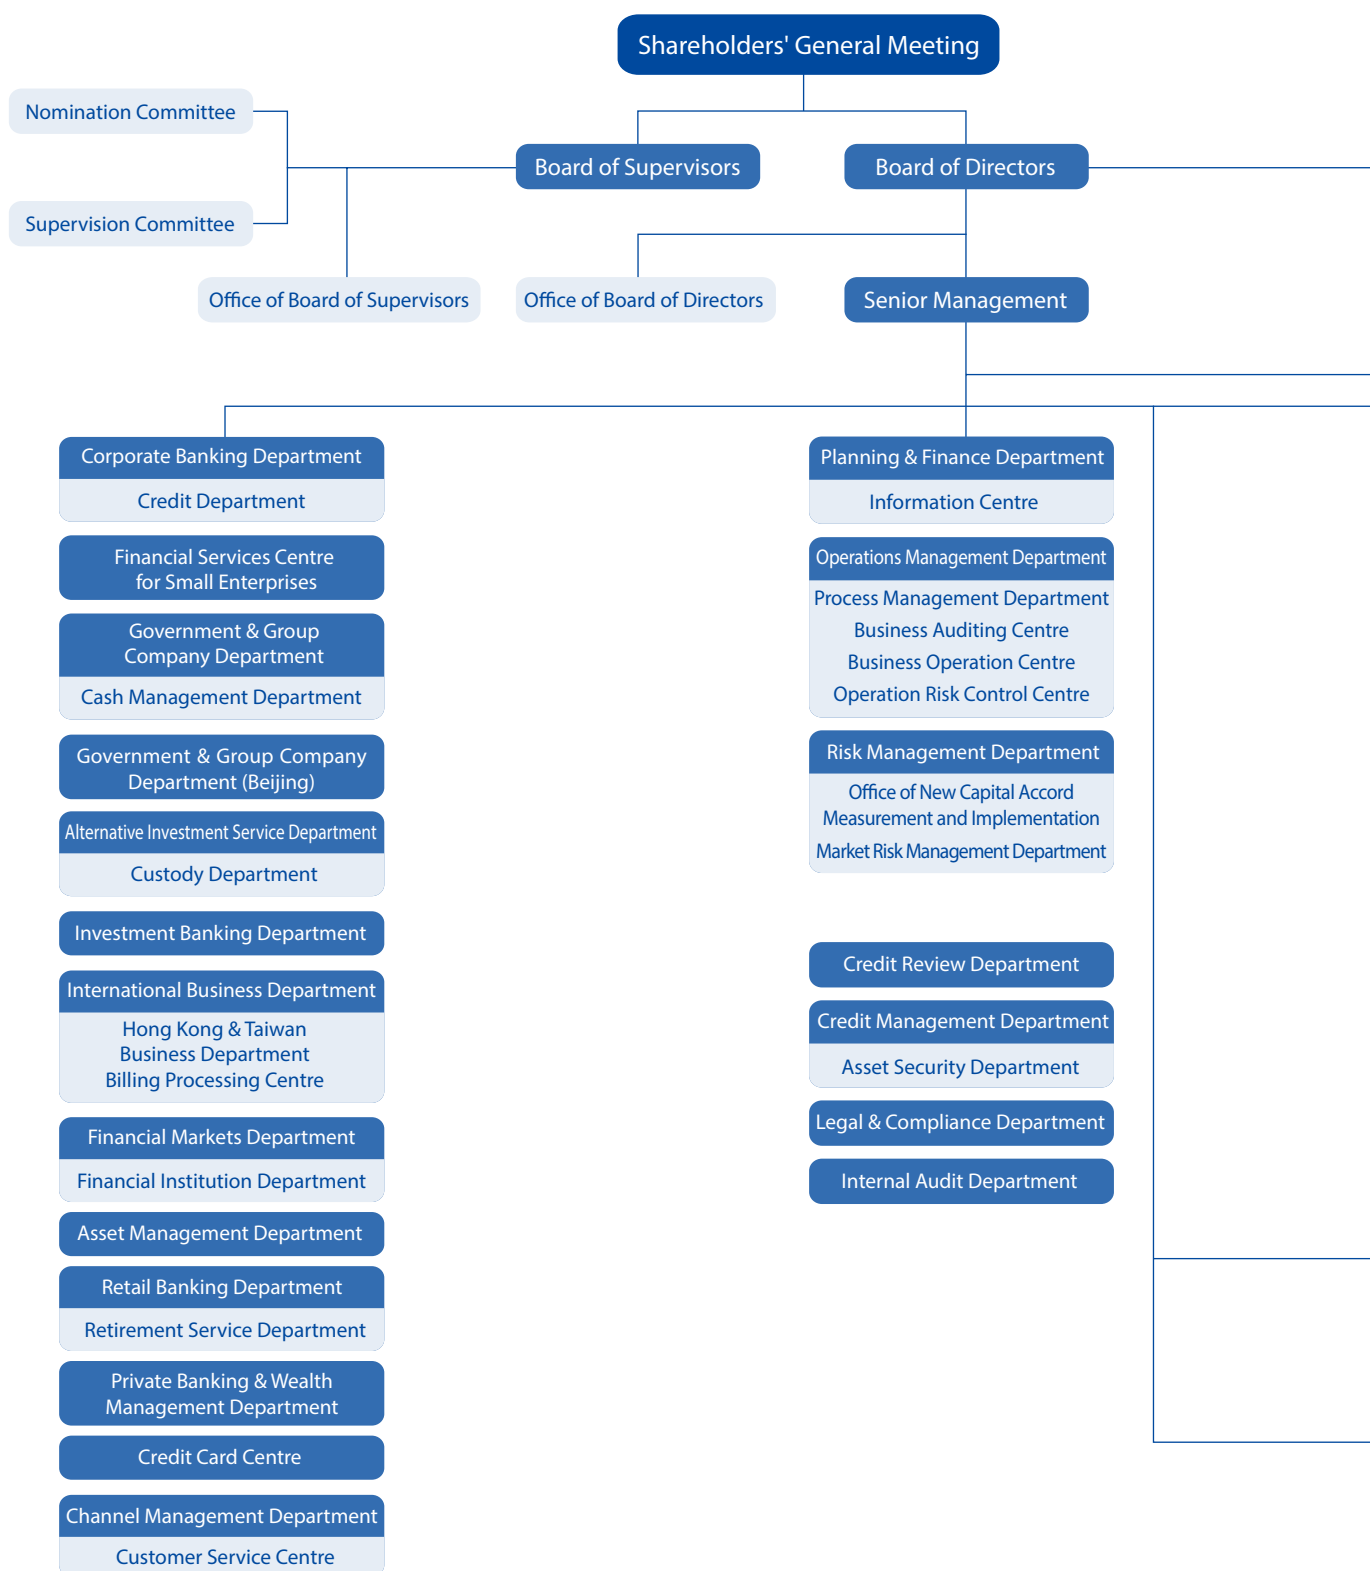 Shareholders' General Meeting
Nomination Committee
Board of Supervisors
Board of Directors
Supervision Committee
Office of Board of Supervisors
Office of Board of Directors
Senior Management
Corporate Banking Department
Credit Department
Financial Services Centre
for Small Enterprises
Government & Group
Company Department
Cash Management Department
Government & Group Company
Department (Beijing)
Alternative Investment Service Department
Custody Department
Investment Banking Department
International Business Department
Hong Kong & Taiwan
Business Department
Billing Processing Centre
Financial Markets Department
Financial Institution Department
Asset Management Department
Retail Banking Department
Retirement Service Department
Private Banking & Wealth
Management Department
Credit Card Centre
Channel Management Department
Customer Service Centre
Planning & Finance Department
Information Centre
Operations Management Department
Process Management Department
Business Auditing Centre
Business Operation Centre
Operation Risk Control Centre
Risk Management Department
Office of New Capital Accord
Measurement and Implementation
Market Risk Management Department
Credit Review Department
Credit Management Department
Asset Security Department
Legal & Compliance Department
Internal Audit Department